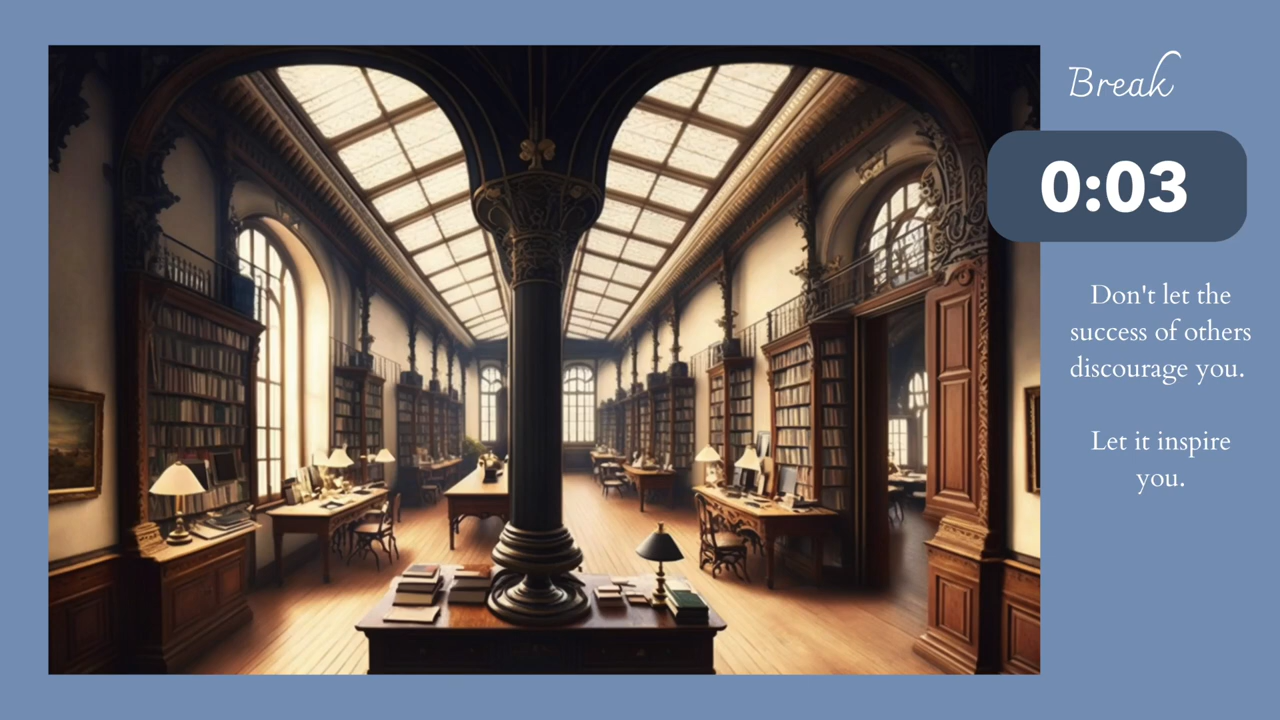 Break
0:03
Don't let the
success of others
discourage you.
Let it inspire
you.